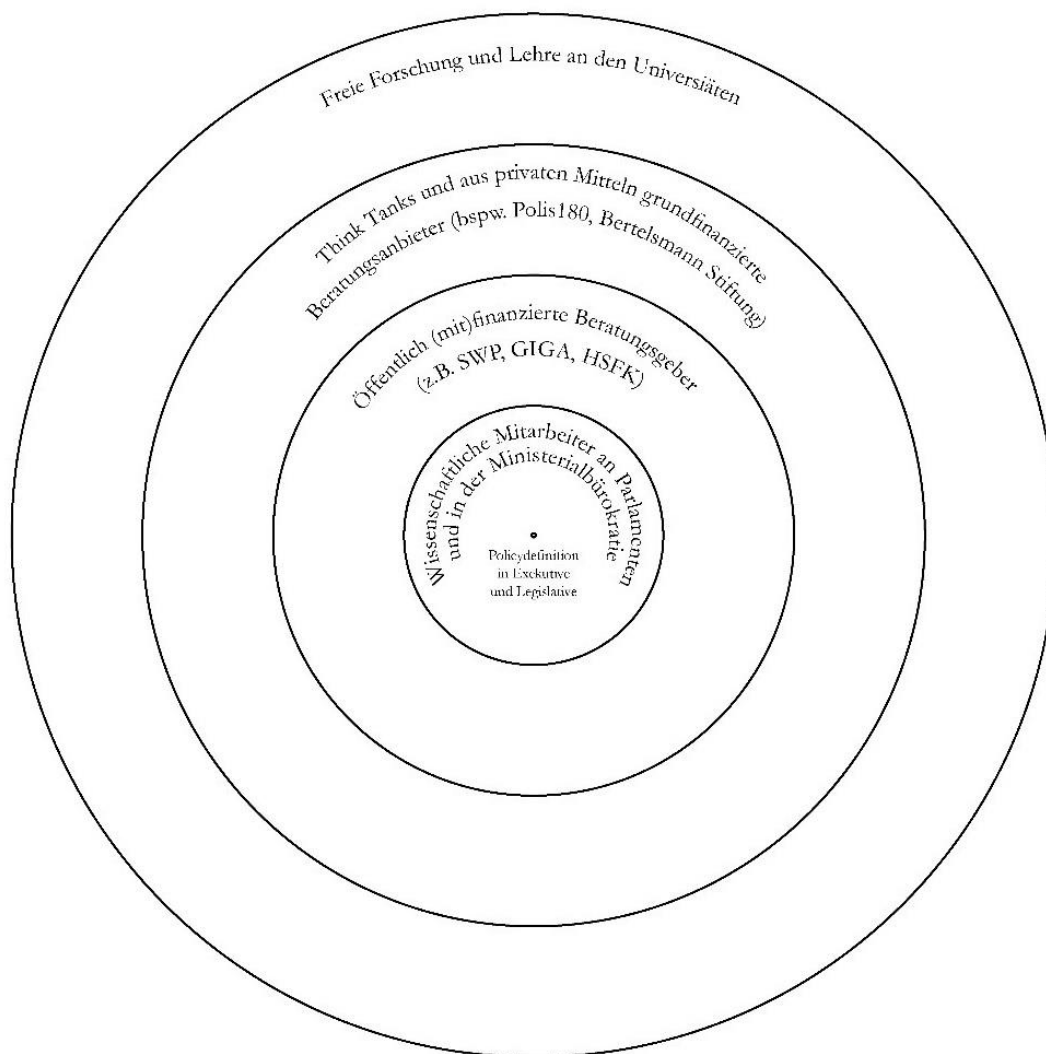 Freie Forschung und Lehre an den Universiäten
Think Tanks und aus privaten Mitteln grundfinanzierte
Beratungsanbieter (bspw. Polis180, Bertelsmann Stiftung)
Öffentlich (mit)finanzierte Beratungsgeber
(z.B. SWP, GIGA, HSFK)
Wissenschaftliche Mitarbeiter an Parlamenten
und in der Ministerialbürokratie
Policydefinition
in Exekutive
und Legislative